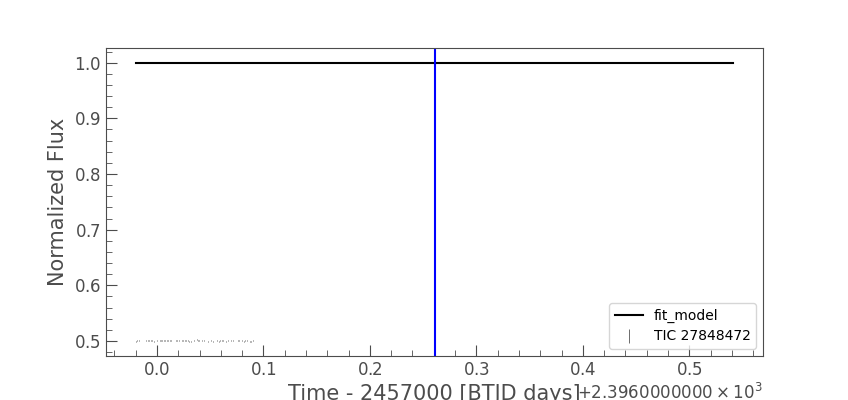 Normalized Flux
1.0
0.9
0.8
0.7
0.6
0.5
0.0 0.1 0.2 0.3 0.4 0.5
fit_model
TIC 27848472
Time - 2457000 [BTJD days]
+2.3960000000 × 10³